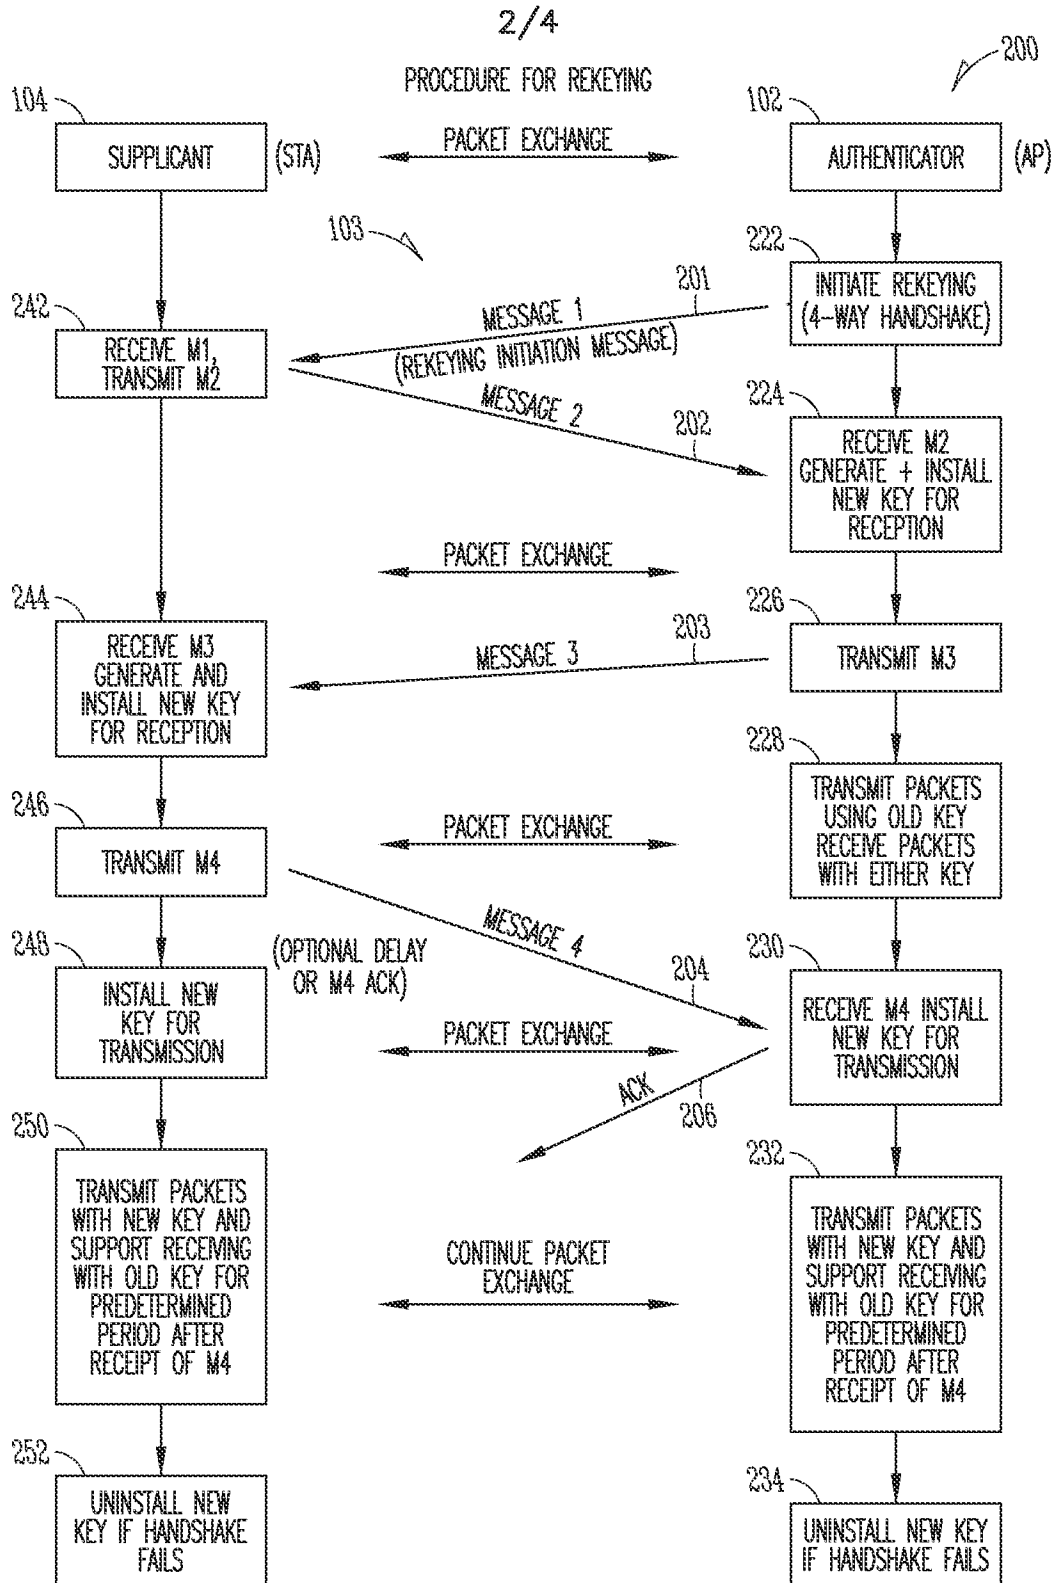 2/4
200
PROCEDURE FOR REKEYING
104
102
SUPPLICANT
(STA)
PACKET EXCHANGE
AUTHENTICATOR
(AP)
103
222
INITIATE REKEYING
(4-WAY HANDSHAKE)
201
242
MESSAGE 1
(REKEYING INITIATION MESSAGE)
RECEIVE M1,
TRANSMIT M2
MESSAGE 2
202
224
RECEIVE M2
GENERATE + INSTALL
NEW KEY FOR
RECEPTION
PACKET EXCHANGE
244
226
RECEIVE M3
GENERATE AND
INSTALL NEW KEY
FOR RECEPTION
MESSAGE 3
203
TRANSMIT M3
228
TRANSMIT PACKETS
USING OLD KEY
RECEIVE PACKETS
WITH EITHER KEY
246
TRANSMIT M4
PACKET EXCHANGE
MESSAGE 4
204
248
(OPTIONAL DELAY
OR M4 ACK)
230
INSTALL NEW
KEY FOR
TRANSMISSION
RECEIVE M4 INSTALL
NEW KEY FOR
TRANSMISSION
PACKET EXCHANGE
ACK
206
250
232
TRANSMIT PACKETS
WITH NEW KEY AND
SUPPORT RECEIVING
WITH OLD KEY FOR
PREDETERMINED
PERIOD AFTER
RECEIPT OF M4
CONTINUE PACKET
EXCHANGE
TRANSMIT PACKETS
WITH NEW KEY AND
SUPPORT RECEIVING
WITH OLD KEY FOR
PREDETERMINED
PERIOD AFTER
RECEIPT OF M4
252
234
UNINSTALL NEW
KEY IF HANDSHAKE
FAILS
UNINSTALL NEW KEY
IF HANDSHAKE FAILS